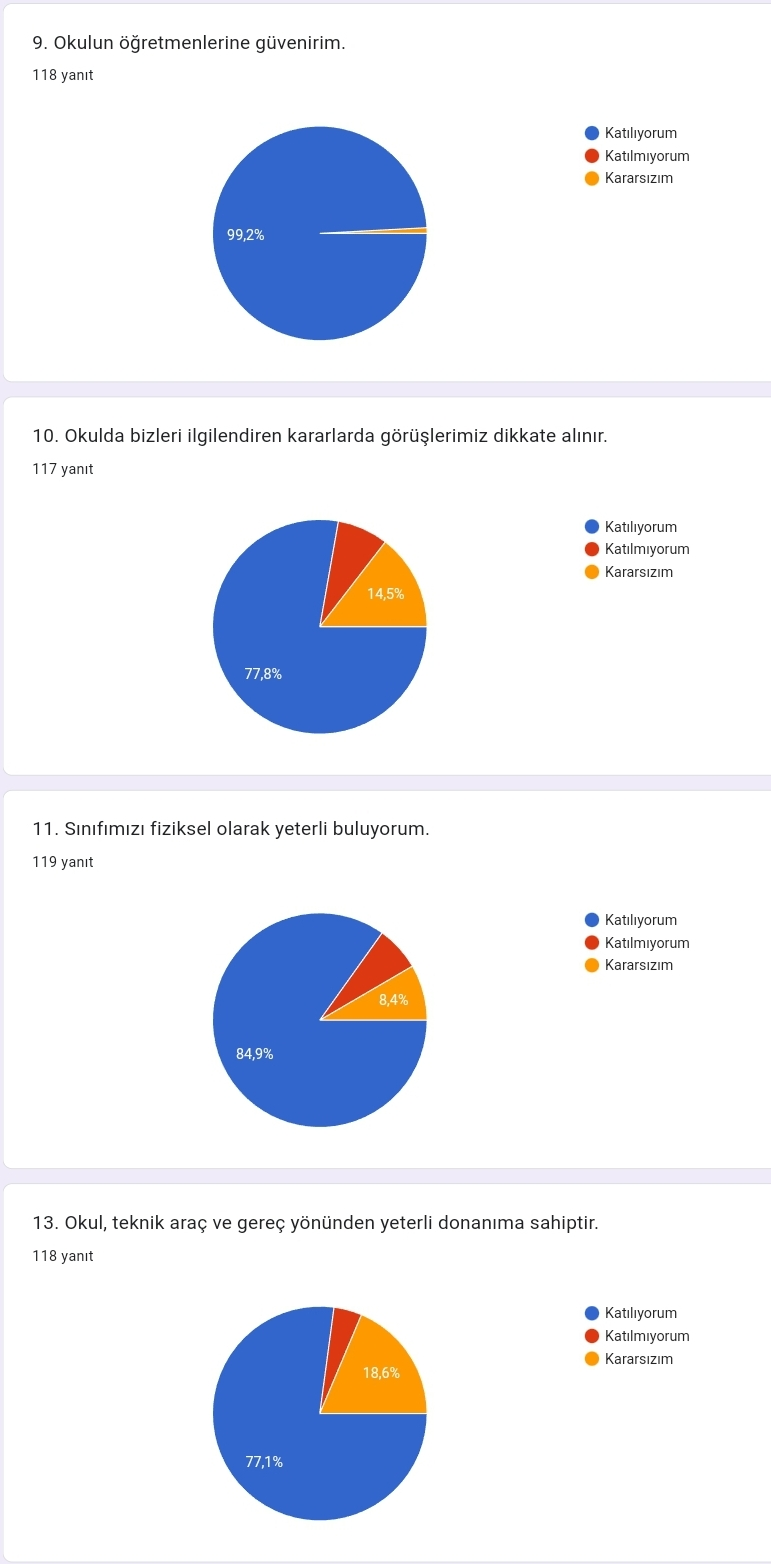 9. Okulun öğretmenlerine güvenirim.
118 yanıt
Katılıyorum
Katılmıyorum
Kararsızım
99,2%
10. Okulda bizleri ilgilendiren kararlarda görüşlerimiz dikkate alınır.
117 yanıt
Katılıyorum
Katılmıyorum
Kararsızım
14,5%
77,8%
11. Sınıfımızı fiziksel olarak yeterli buluyorum.
119 yanıt
Katılıyorum
Katılmıyorum
Kararsızım
8,4%
84,9%
13. Okul, teknik araç ve gereç yönünden yeterli donanıma sahiptir.
118 yanıt
Katılıyorum
Katılmıyorum
Kararsızım
18,6%
77,1%